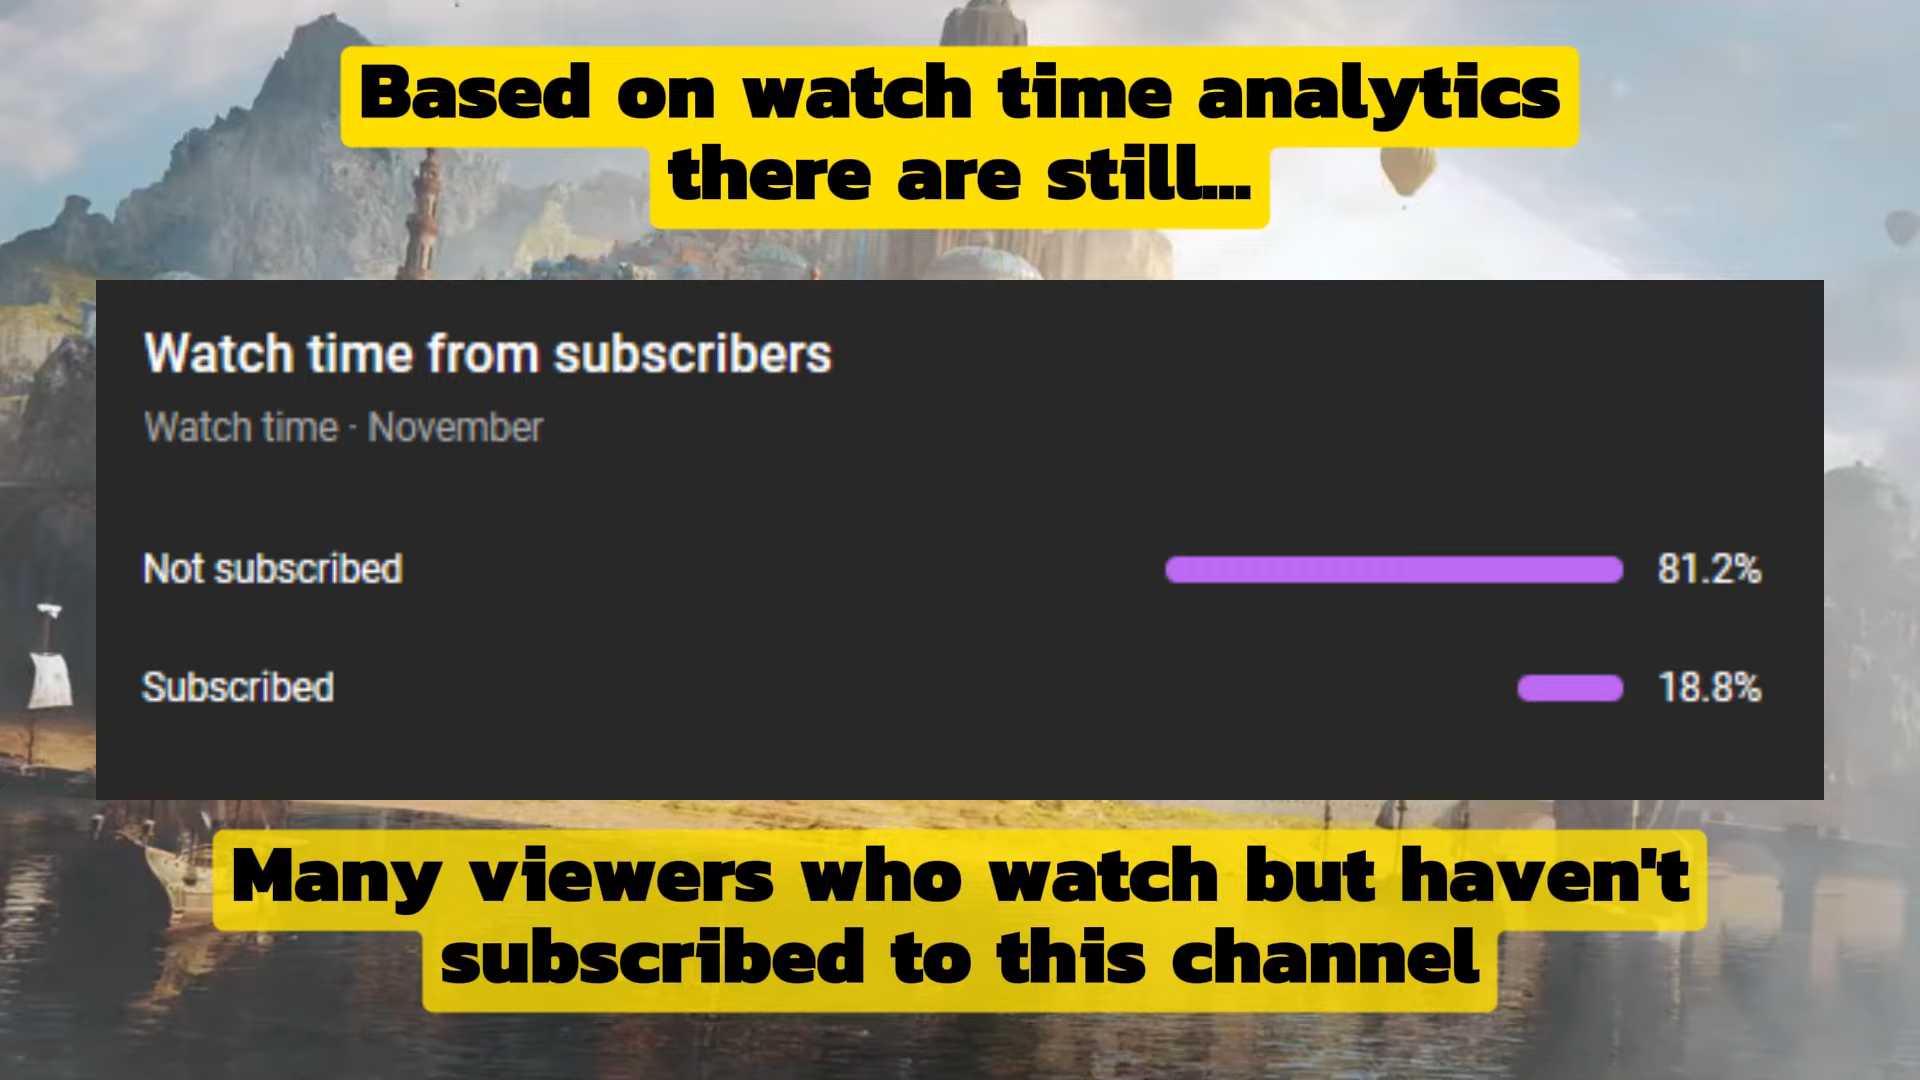 Based on watch time analytics
there are still...
Watch time from subscribers
Watch time · November
Not subscribed 81.2%
Subscribed 18.8%
Many viewers who watch but haven't
subscribed to this channel